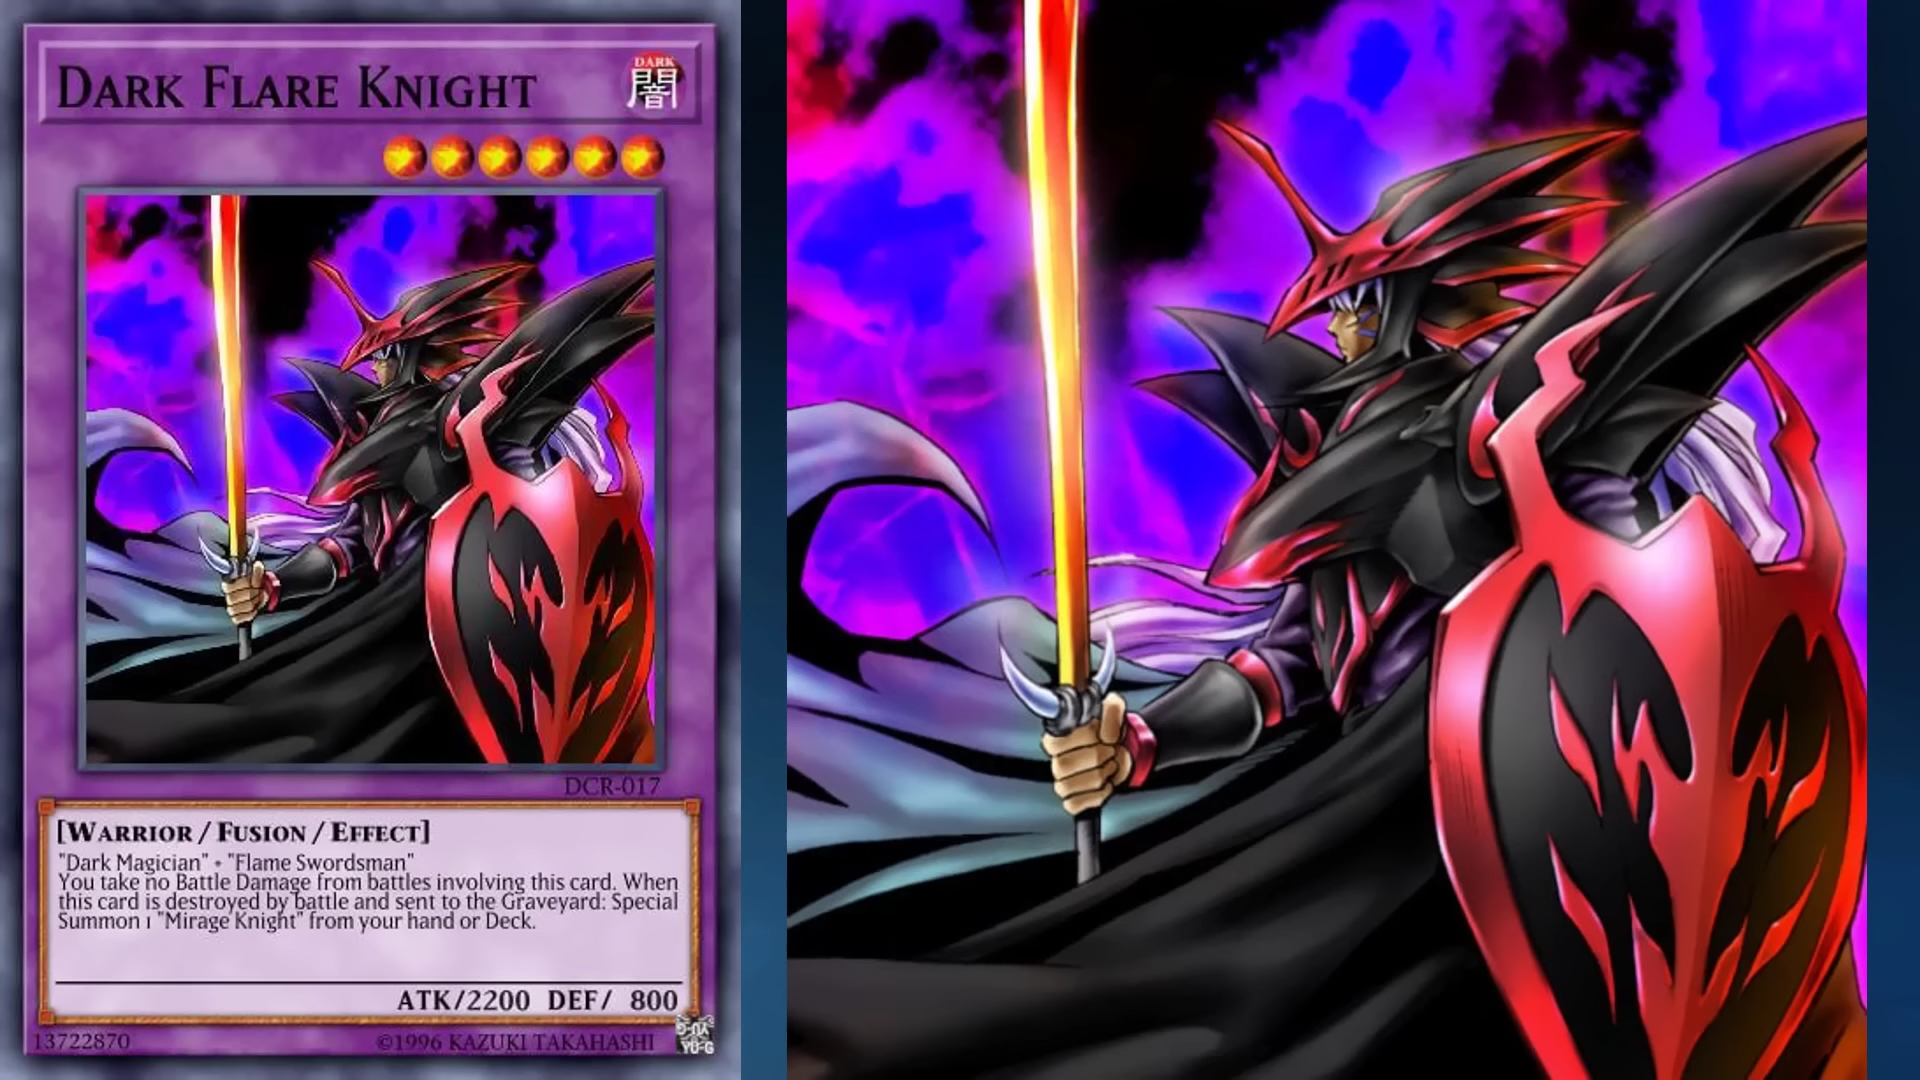 DARK FLARE KNIGHT
DARK
闇
DCR-017
[WARRIOR / FUSION / EFFECT]
"Dark Magician" + "Flame Swordsman"
You take no Battle Damage from battles involving this card. When
this card is destroyed by battle and sent to the Graveyard: Special
Summon 1 "Mirage Knight" from your hand or Deck.
ATK/2200 DEF/ 800
13722870
©1996 KAZUKI TAKAHASHI